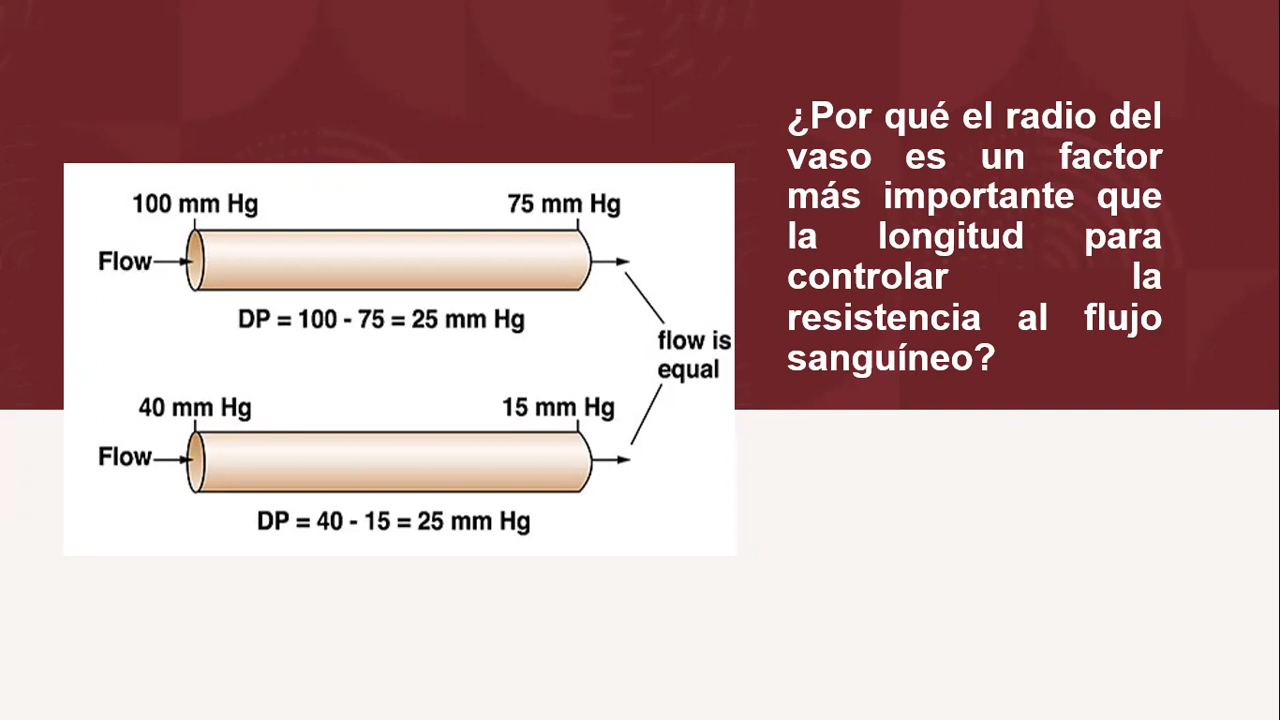 100 mm Hg
75 mm Hg
Flow
DP = 100 - 75 = 25 mm Hg
flow is
equal
40 mm Hg
15 mm Hg
Flow
DP = 40 - 15 = 25 mm Hg
¿Por qué el radio del
vaso es un factor
más importante que
la longitud para
controlar la
resistencia al flujo
sanguíneo?